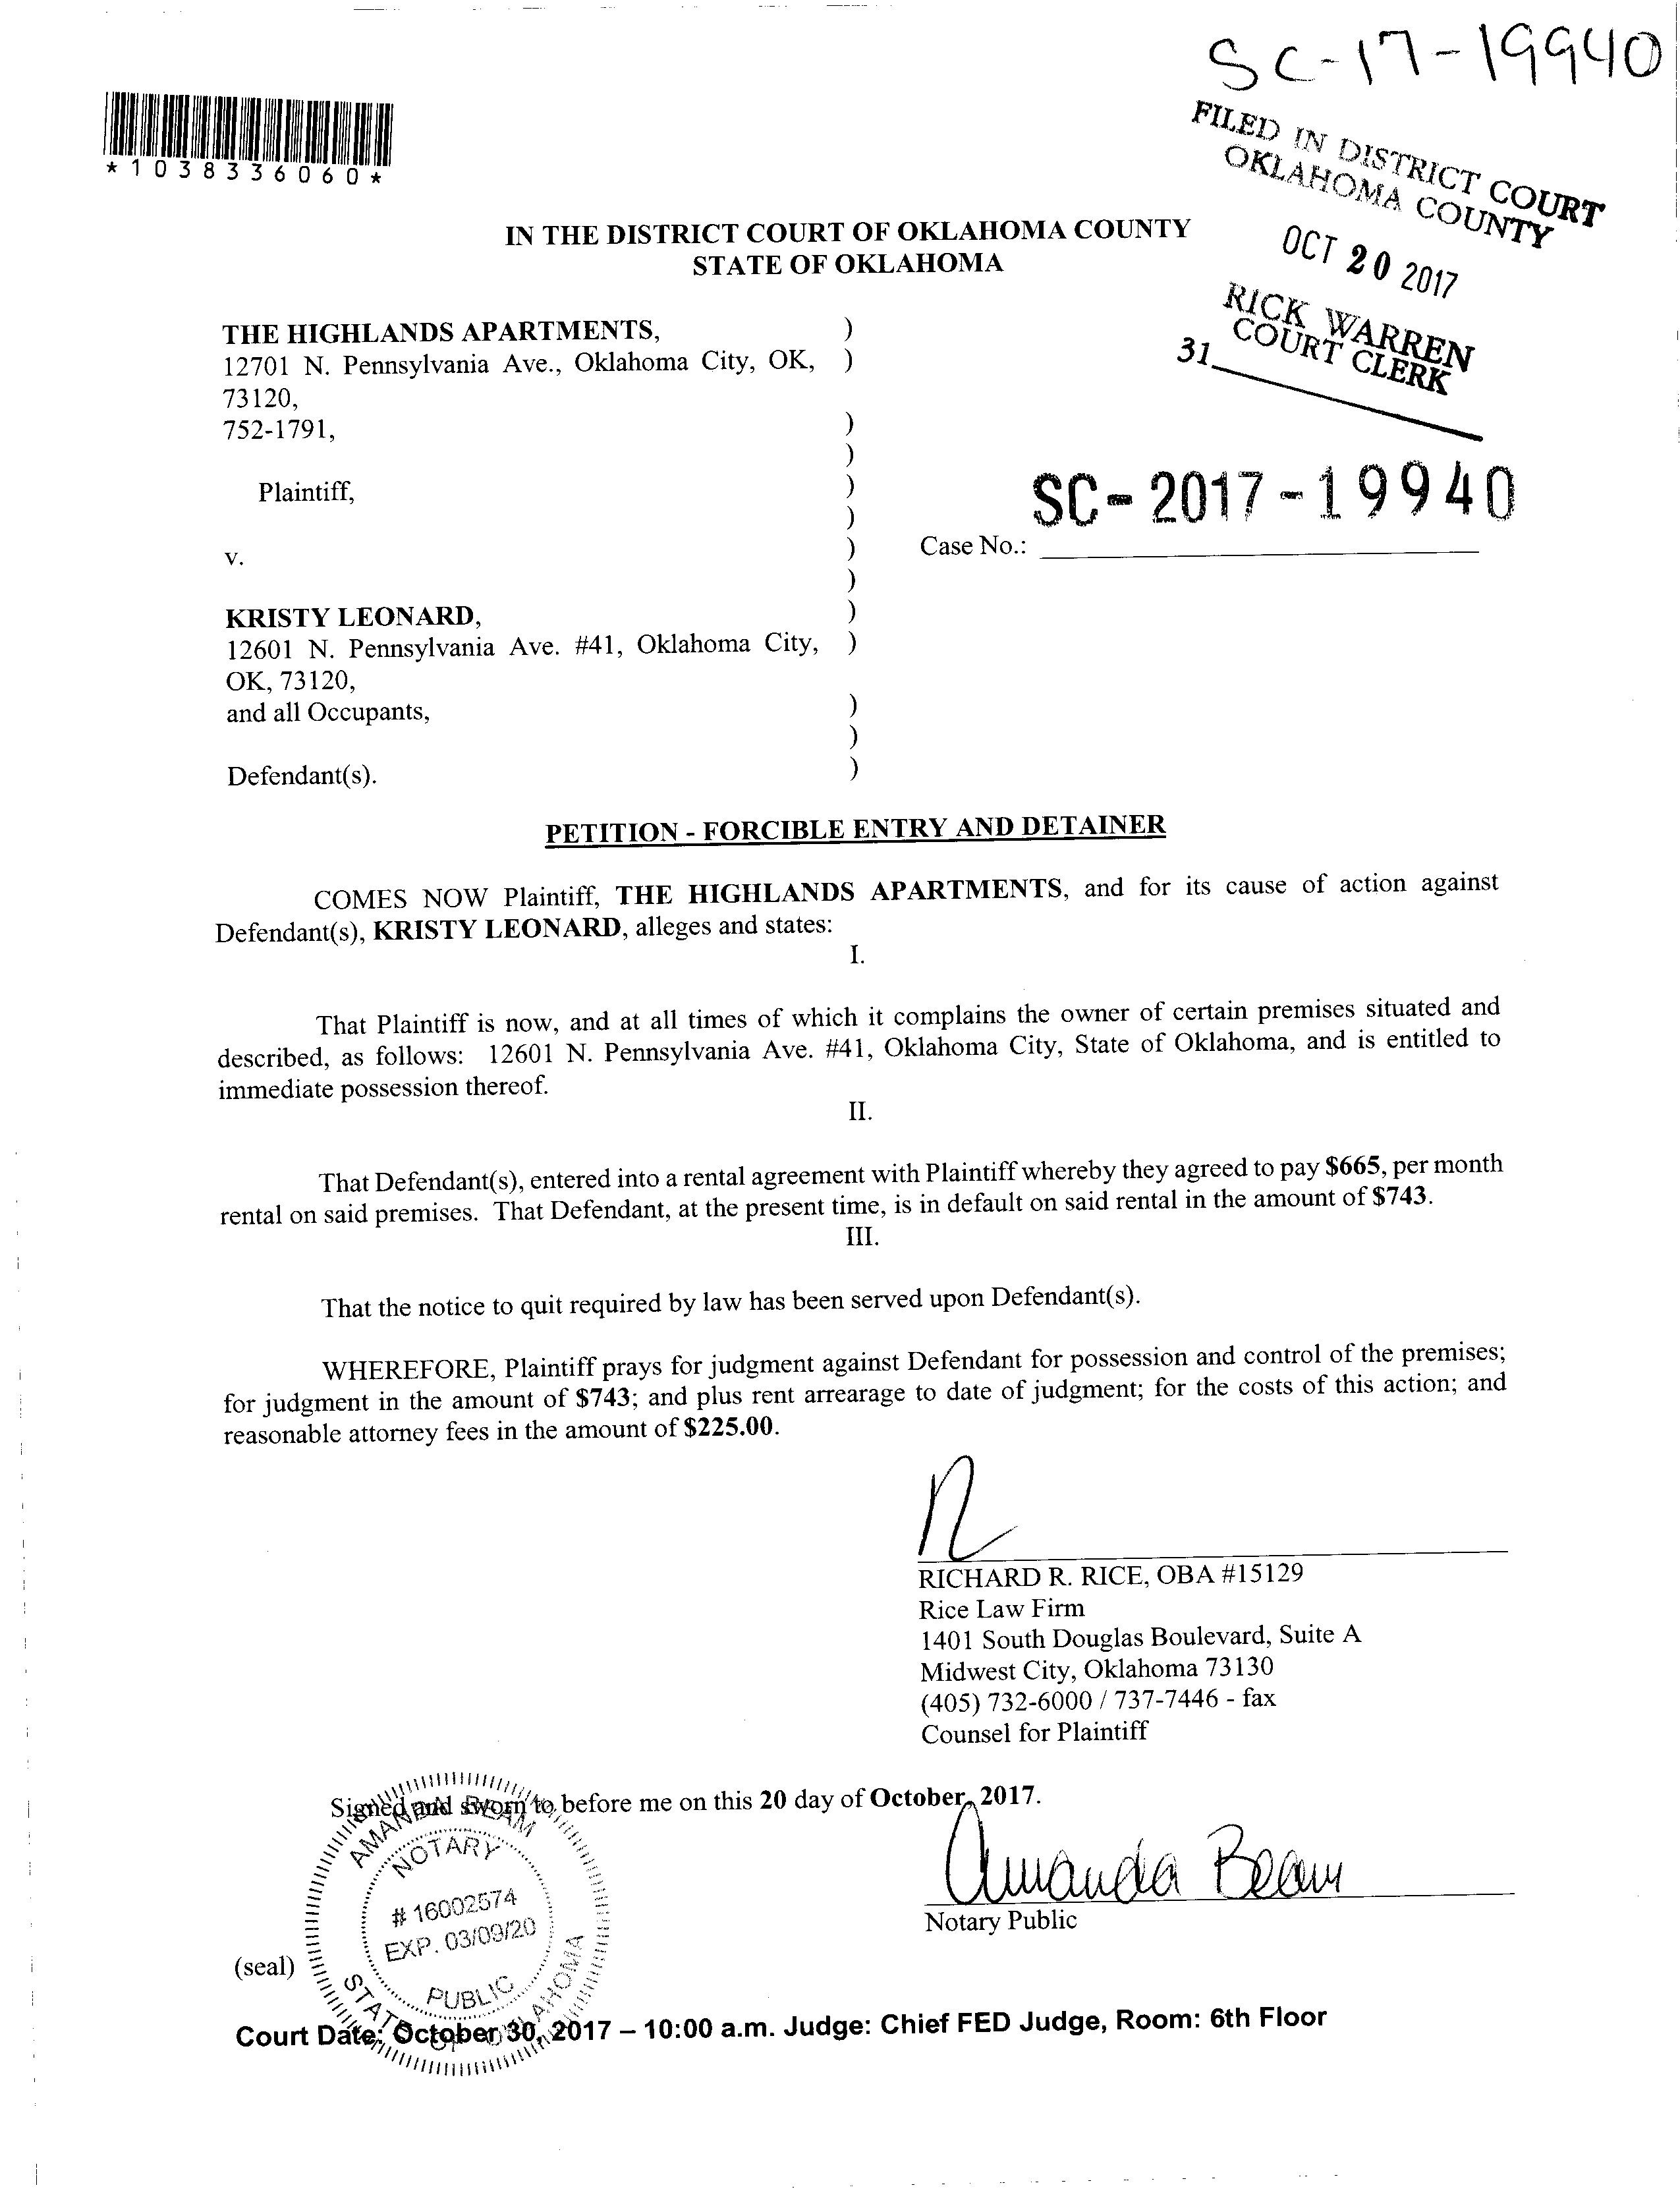 SC-17-19940
*1038336060*
FILED IN DISTRICT COURT
OKLAHOMA COUNTY
OCT 20 2017
RICK WARREN
COURT CLERK
31
IN THE DISTRICT COURT OF OKLAHOMA COUNTY
STATE OF OKLAHOMA
THE HIGHLANDS APARTMENTS, )
12701 N. Pennsylvania Ave., Oklahoma City, OK, )
73120,
752-1791, )
)
Plaintiff, )
)
SC-2017-19940
v. ) Case No.:
)
KRISTY LEONARD, )
12601 N. Pennsylvania Ave. #41, Oklahoma City, )
OK, 73120,
and all Occupants, )
)
Defendant(s). )
PETITION - FORCIBLE ENTRY AND DETAINER
COMES NOW Plaintiff, THE HIGHLANDS APARTMENTS, and for its cause of action against
Defendant(s), KRISTY LEONARD, alleges and states:
I.
That Plaintiff is now, and at all times of which it complains the owner of certain premises situated and
described, as follows: 12601 N. Pennsylvania Ave. #41, Oklahoma City, State of Oklahoma, and is entitled to
immediate possession thereof.
II.
That Defendant(s), entered into a rental agreement with Plaintiff whereby they agreed to pay $665, per month
rental on said premises. That Defendant, at the present time, is in default on said rental in the amount of $743.
III.
That the notice to quit required by law has been served upon Defendant(s).
WHEREFORE, Plaintiff prays for judgment against Defendant for possession and control of the premises;
for judgment in the amount of $743; and plus rent arrearage to date of judgment; for the costs of this action; and
reasonable attorney fees in the amount of $225.00.
RICHARD R. RICE, OBA #15129
Rice Law Firm
1401 South Douglas Boulevard, Suite A
Midwest City, Oklahoma 73130
(405) 732-6000 / 737-7446 - fax
Counsel for Plaintiff
Signed and sworn to before me on this 20 day of October, 2017.
AMANDA BEAM
NOTARY
# 16002574
EXP. 03/09/20
PUBLIC
STATE OF OKLAHOMA
Amanda Beam
Notary Public
(seal)
Court Date: October 30, 2017 – 10:00 a.m. Judge: Chief FED Judge, Room: 6th Floor